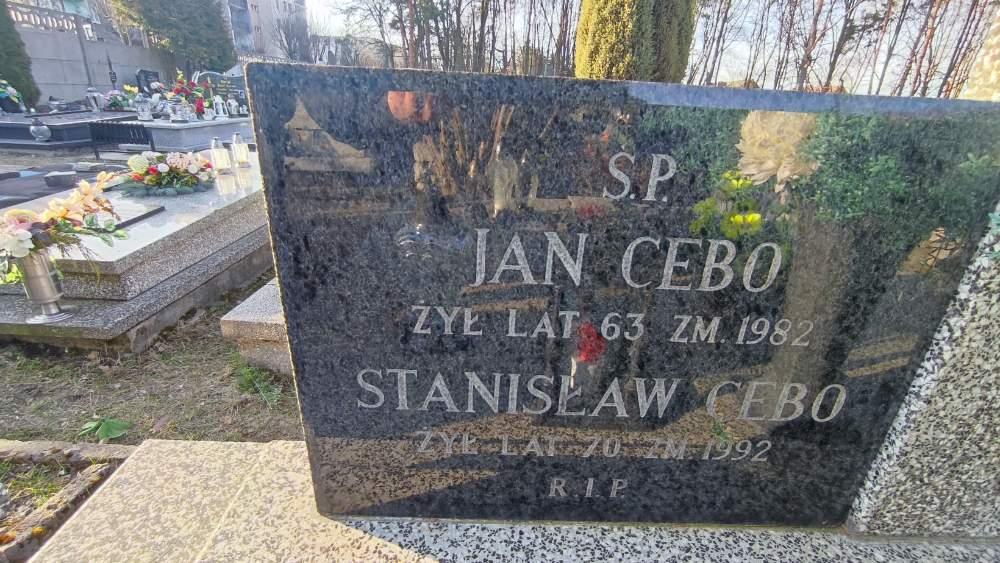 S.P.
JAN CEBO
ŻYŁ LAT 63 ZM. 1982
STANISŁAW CEBO
ŻYŁ LAT 70 ZM. 1992
R.I.P.